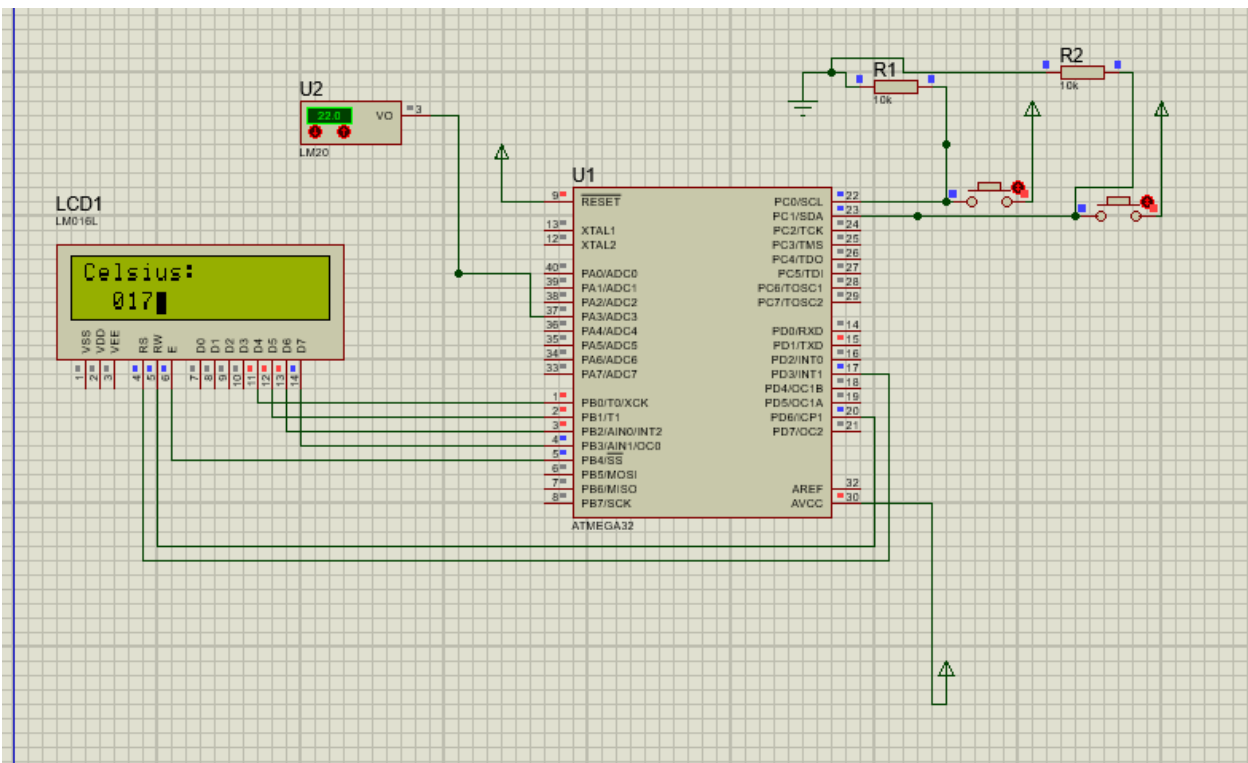 U2
22.0
VO
3
LM20
R1
10k
R2
10k
LCD1
LM016L
Celsius:
017
VSS
VDD
VEE
RS
RW
E
D0
D1
D2
D3
D4
D5
D6
D7
1
2
3
4
5
6
7
8
9
10
11
12
13
14
U1
9 RESET
13 XTAL1
12 XTAL2
40 PA0/ADC0
39 PA1/ADC1
38 PA2/ADC2
37 PA3/ADC3
36 PA4/ADC4
35 PA5/ADC5
34 PA6/ADC6
33 PA7/ADC7
1 PB0/T0/XCK
2 PB1/T1
3 PB2/AIN0/INT2
4 PB3/AIN1/OC0
5 PB4/SS
6 PB5/MOSI
7 PB6/MISO
8 PB7/SCK
PC0/SCL 22
PC1/SDA 23
PC2/TCK 24
PC3/TMS 25
PC4/TDO 26
PC5/TDI 27
PC6/TOSC1 28
PC7/TOSC2 29
PD0/RXD 14
PD1/TXD 15
PD2/INT0 16
PD3/INT1 17
PD4/OC1B 18
PD5/OC1A 19
PD6/ICP1 20
PD7/OC2 21
AREF 32
AVCC 30
ATMEGA32